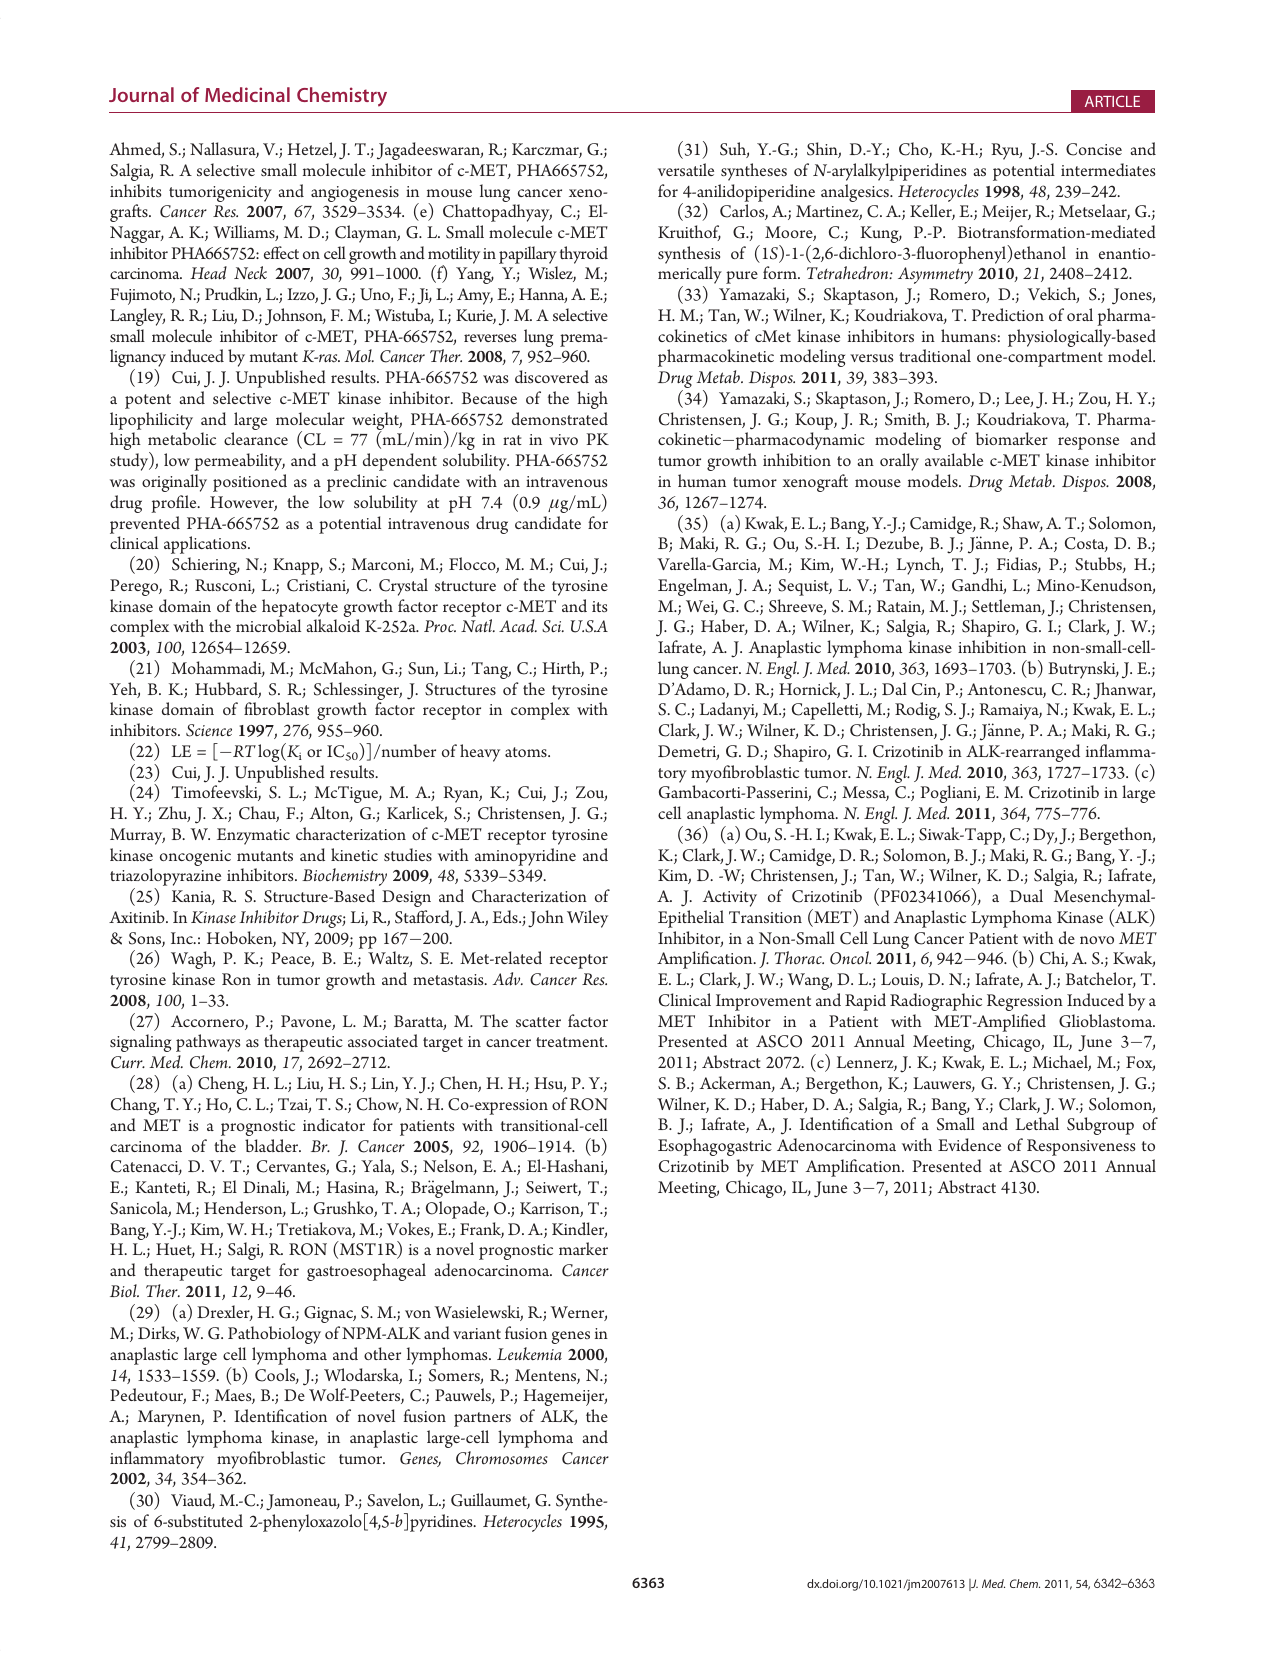 Journal of Medicinal Chemistry
ARTICLE
Ahmed, S.; Nallasura, V.; Hetzel, J. T.; Jagadeeswaran, R.; Karczmar, G.;
Salgia, R. A selective small molecule inhibitor of c-MET, PHA665752,
inhibits tumorigenicity and angiogenesis in mouse lung cancer xeno-
grafts. Cancer Res. 2007, 67, 3529–3534. (e) Chattopadhyay, C.; El-
Naggar, A. K.; Williams, M. D.; Clayman, G. L. Small molecule c-MET
inhibitor PHA665752: effect on cell growth and motility in papillary thyroid
carcinoma. Head Neck 2007, 30, 991–1000. (f) Yang, Y.; Wislez, M.;
Fujimoto, N.; Prudkin, L.; Izzo, J. G.; Uno, F.; Ji, L.; Amy, E.; Hanna, A. E.;
Langley, R. R.; Liu, D.; Johnson, F. M.; Wistuba, I.; Kurie, J. M. A selective
small molecule inhibitor of c-MET, PHA-665752, reverses lung prema-
lignancy induced by mutant K-ras. Mol. Cancer Ther. 2008, 7, 952–960.
(19) Cui, J. J. Unpublished results. PHA-665752 was discovered as
a potent and selective c-MET kinase inhibitor. Because of the high
lipophilicity and large molecular weight, PHA-665752 demonstrated
high metabolic clearance (CL = 77 (mL/min)/kg in rat in vivo PK
study), low permeability, and a pH dependent solubility. PHA-665752
was originally positioned as a preclinic candidate with an intravenous
drug profile. However, the low solubility at pH 7.4 (0.9 μg/mL)
prevented PHA-665752 as a potential intravenous drug candidate for
clinical applications.
(20) Schiering, N.; Knapp, S.; Marconi, M.; Flocco, M. M.; Cui, J.;
Perego, R.; Rusconi, L.; Cristiani, C. Crystal structure of the tyrosine
kinase domain of the hepatocyte growth factor receptor c-MET and its
complex with the microbial alkaloid K-252a. Proc. Natl. Acad. Sci. U.S.A
2003, 100, 12654–12659.
(21) Mohammadi, M.; McMahon, G.; Sun, Li.; Tang, C.; Hirth, P.;
Yeh, B. K.; Hubbard, S. R.; Schlessinger, J. Structures of the tyrosine
kinase domain of fibroblast growth factor receptor in complex with
inhibitors. Science 1997, 276, 955–960.
(22) LE = [−RT log(Ki or IC50)]/number of heavy atoms.
(23) Cui, J. J. Unpublished results.
(24) Timofeevski, S. L.; McTigue, M. A.; Ryan, K.; Cui, J.; Zou,
H. Y.; Zhu, J. X.; Chau, F.; Alton, G.; Karlicek, S.; Christensen, J. G.;
Murray, B. W. Enzymatic characterization of c-MET receptor tyrosine
kinase oncogenic mutants and kinetic studies with aminopyridine and
triazolopyrazine inhibitors. Biochemistry 2009, 48, 5339–5349.
(25) Kania, R. S. Structure-Based Design and Characterization of
Axitinib. In Kinase Inhibitor Drugs; Li, R., Stafford, J. A., Eds.; John Wiley
& Sons, Inc.: Hoboken, NY, 2009; pp 167−200.
(26) Wagh, P. K.; Peace, B. E.; Waltz, S. E. Met-related receptor
tyrosine kinase Ron in tumor growth and metastasis. Adv. Cancer Res.
2008, 100, 1–33.
(27) Accornero, P.; Pavone, L. M.; Baratta, M. The scatter factor
signaling pathways as therapeutic associated target in cancer treatment.
Curr. Med. Chem. 2010, 17, 2692–2712.
(28) (a) Cheng, H. L.; Liu, H. S.; Lin, Y. J.; Chen, H. H.; Hsu, P. Y.;
Chang, T. Y.; Ho, C. L.; Tzai, T. S.; Chow, N. H. Co-expression of RON
and MET is a prognostic indicator for patients with transitional-cell
carcinoma of the bladder. Br. J. Cancer 2005, 92, 1906–1914. (b)
Catenacci, D. V. T.; Cervantes, G.; Yala, S.; Nelson, E. A.; El-Hashani,
E.; Kanteti, R.; El Dinali, M.; Hasina, R.; Brägelmann, J.; Seiwert, T.;
Sanicola, M.; Henderson, L.; Grushko, T. A.; Olopade, O.; Karrison, T.;
Bang, Y.-J.; Kim, W. H.; Tretiakova, M.; Vokes, E.; Frank, D. A.; Kindler,
H. L.; Huet, H.; Salgi, R. RON (MST1R) is a novel prognostic marker
and therapeutic target for gastroesophageal adenocarcinoma. Cancer
Biol. Ther. 2011, 12, 9–46.
(29) (a) Drexler, H. G.; Gignac, S. M.; von Wasielewski, R.; Werner,
M.; Dirks, W. G. Pathobiology of NPM-ALK and variant fusion genes in
anaplastic large cell lymphoma and other lymphomas. Leukemia 2000,
14, 1533–1559. (b) Cools, J.; Wlodarska, I.; Somers, R.; Mentens, N.;
Pedeutour, F.; Maes, B.; De Wolf-Peeters, C.; Pauwels, P.; Hagemeijer,
A.; Marynen, P. Identification of novel fusion partners of ALK, the
anaplastic lymphoma kinase, in anaplastic large-cell lymphoma and
inflammatory myofibroblastic tumor. Genes, Chromosomes Cancer
2002, 34, 354–362.
(30) Viaud, M.-C.; Jamoneau, P.; Savelon, L.; Guillaumet, G. Synthe-
sis of 6-substituted 2-phenyloxazolo[4,5-b]pyridines. Heterocycles 1995,
41, 2799–2809.
(31) Suh, Y.-G.; Shin, D.-Y.; Cho, K.-H.; Ryu, J.-S. Concise and
versatile syntheses of N-arylalkylpiperidines as potential intermediates
for 4-anilidopiperidine analgesics. Heterocycles 1998, 48, 239–242.
(32) Carlos, A.; Martinez, C. A.; Keller, E.; Meijer, R.; Metselaar, G.;
Kruithof, G.; Moore, C.; Kung, P.-P. Biotransformation-mediated
synthesis of (1S)-1-(2,6-dichloro-3-fluorophenyl)ethanol in enantio-
merically pure form. Tetrahedron: Asymmetry 2010, 21, 2408–2412.
(33) Yamazaki, S.; Skaptason, J.; Romero, D.; Vekich, S.; Jones,
H. M.; Tan, W.; Wilner, K.; Koudriakova, T. Prediction of oral pharma-
cokinetics of cMet kinase inhibitors in humans: physiologically-based
pharmacokinetic modeling versus traditional one-compartment model.
Drug Metab. Dispos. 2011, 39, 383–393.
(34) Yamazaki, S.; Skaptason, J.; Romero, D.; Lee, J. H.; Zou, H. Y.;
Christensen, J. G.; Koup, J. R.; Smith, B. J.; Koudriakova, T. Pharma-
cokinetic−pharmacodynamic modeling of biomarker response and
tumor growth inhibition to an orally available c-MET kinase inhibitor
in human tumor xenograft mouse models. Drug Metab. Dispos. 2008,
36, 1267–1274.
(35) (a) Kwak, E. L.; Bang, Y.-J.; Camidge, R.; Shaw, A. T.; Solomon,
B; Maki, R. G.; Ou, S.-H. I.; Dezube, B. J.; Jänne, P. A.; Costa, D. B.;
Varella-Garcia, M.; Kim, W.-H.; Lynch, T. J.; Fidias, P.; Stubbs, H.;
Engelman, J. A.; Sequist, L. V.; Tan, W.; Gandhi, L.; Mino-Kenudson,
M.; Wei, G. C.; Shreeve, S. M.; Ratain, M. J.; Settleman, J.; Christensen,
J. G.; Haber, D. A.; Wilner, K.; Salgia, R.; Shapiro, G. I.; Clark, J. W.;
Iafrate, A. J. Anaplastic lymphoma kinase inhibition in non-small-cell-
lung cancer. N. Engl. J. Med. 2010, 363, 1693–1703. (b) Butrynski, J. E.;
D'Adamo, D. R.; Hornick, J. L.; Dal Cin, P.; Antonescu, C. R.; Jhanwar,
S. C.; Ladanyi, M.; Capelletti, M.; Rodig, S. J.; Ramaiya, N.; Kwak, E. L.;
Clark, J. W.; Wilner, K. D.; Christensen, J. G.; Jänne, P. A.; Maki, R. G.;
Demetri, G. D.; Shapiro, G. I. Crizotinib in ALK-rearranged inflamma-
tory myofibroblastic tumor. N. Engl. J. Med. 2010, 363, 1727–1733. (c)
Gambacorti-Passerini, C.; Messa, C.; Pogliani, E. M. Crizotinib in large
cell anaplastic lymphoma. N. Engl. J. Med. 2011, 364, 775–776.
(36) (a) Ou, S. -H. I.; Kwak, E. L.; Siwak-Tapp, C.; Dy, J.; Bergethon,
K.; Clark, J. W.; Camidge, D. R.; Solomon, B. J.; Maki, R. G.; Bang, Y. -J.;
Kim, D. -W; Christensen, J.; Tan, W.; Wilner, K. D.; Salgia, R.; Iafrate,
A. J. Activity of Crizotinib (PF02341066), a Dual Mesenchymal-
Epithelial Transition (MET) and Anaplastic Lymphoma Kinase (ALK)
Inhibitor, in a Non-Small Cell Lung Cancer Patient with de novo MET
Amplification. J. Thorac. Oncol. 2011, 6, 942−946. (b) Chi, A. S.; Kwak,
E. L.; Clark, J. W.; Wang, D. L.; Louis, D. N.; Iafrate, A. J.; Batchelor, T.
Clinical Improvement and Rapid Radiographic Regression Induced by a
MET Inhibitor in a Patient with MET-Amplified Glioblastoma.
Presented at ASCO 2011 Annual Meeting, Chicago, IL, June 3−7,
2011; Abstract 2072. (c) Lennerz, J. K.; Kwak, E. L.; Michael, M.; Fox,
S. B.; Ackerman, A.; Bergethon, K.; Lauwers, G. Y.; Christensen, J. G.;
Wilner, K. D.; Haber, D. A.; Salgia, R.; Bang, Y.; Clark, J. W.; Solomon,
B. J.; Iafrate, A., J. Identification of a Small and Lethal Subgroup of
Esophagogastric Adenocarcinoma with Evidence of Responsiveness to
Crizotinib by MET Amplification. Presented at ASCO 2011 Annual
Meeting, Chicago, IL, June 3−7, 2011; Abstract 4130.
6363
dx.doi.org/10.1021/jm2007613 |J. Med. Chem. 2011, 54, 6342–6363